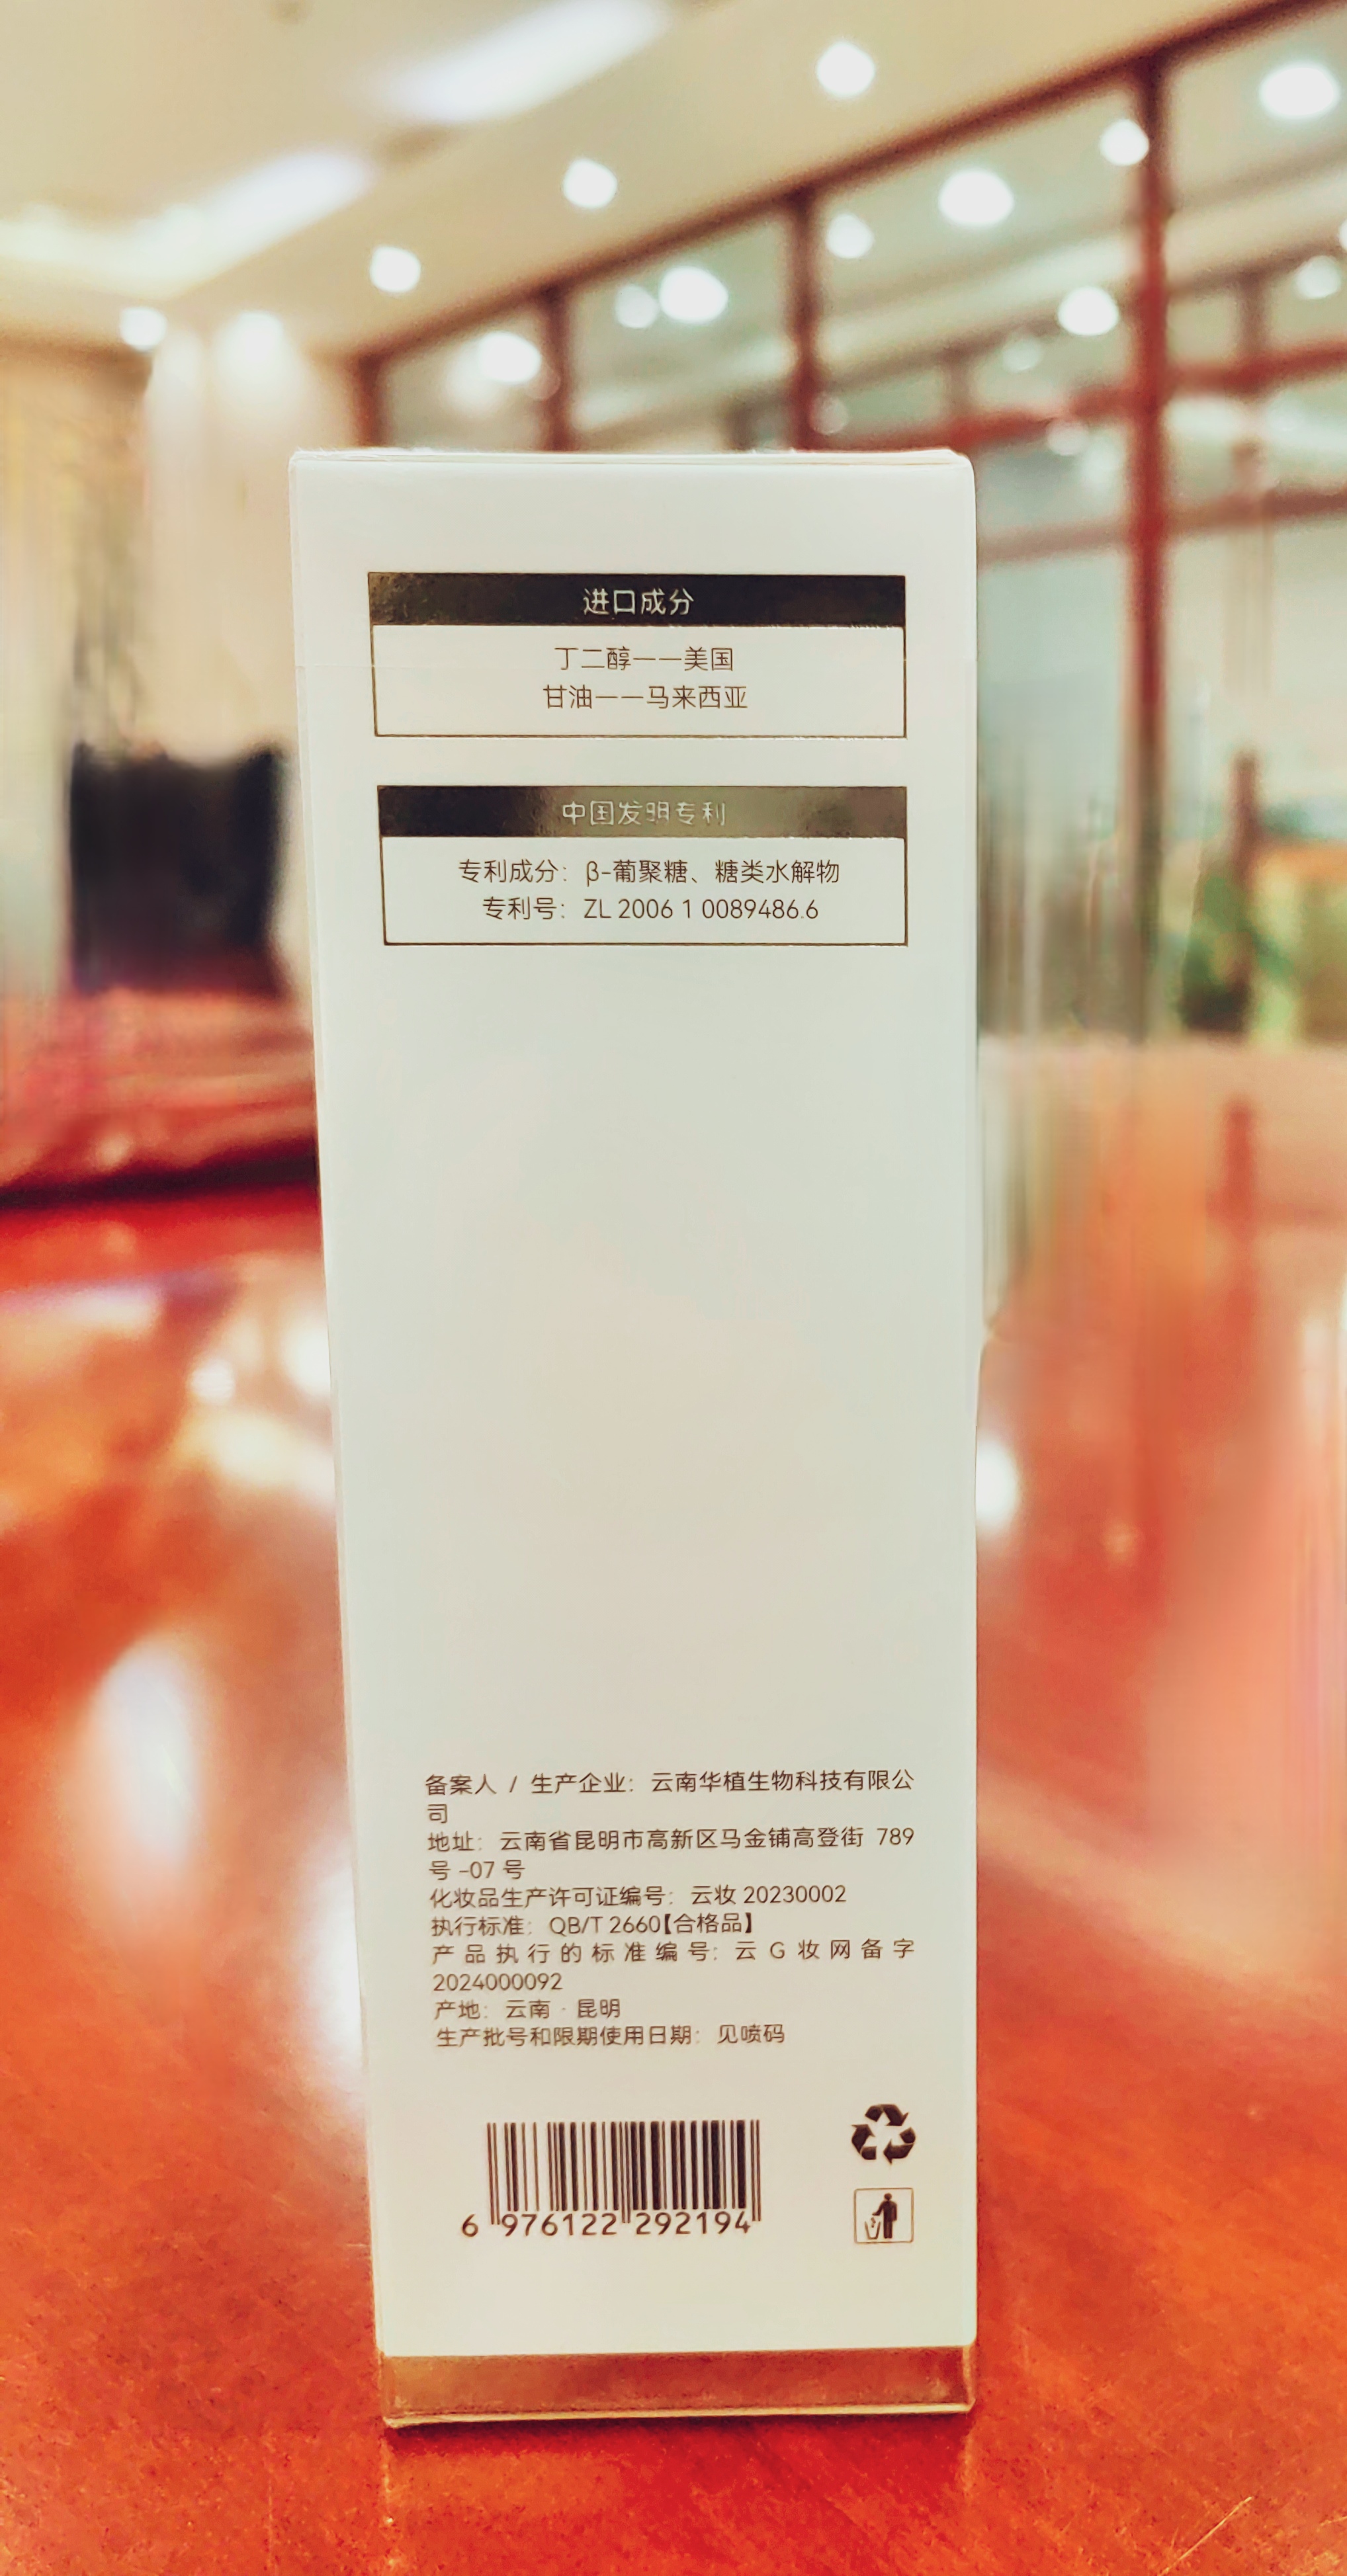 进口成分
丁二醇——美国
甘油——马来西亚
中国发明专利
专利成分：β-葡聚糖、糖类水解物
专利号：ZL 2006 1 0089486.6
备案人 / 生产企业：云南华植生物科技有限公
司
地址：云南省昆明市高新区马金铺高登街 789
号 -07 号
化妆品生产许可证编号：云妆 20230002
执行标准：QB/T 2660【合格品】
产品执行的标准编号：云 G 妆网备字
2024000092
产地：云南 · 昆明
生产批号和限期使用日期：见喷码
6 976122 292194